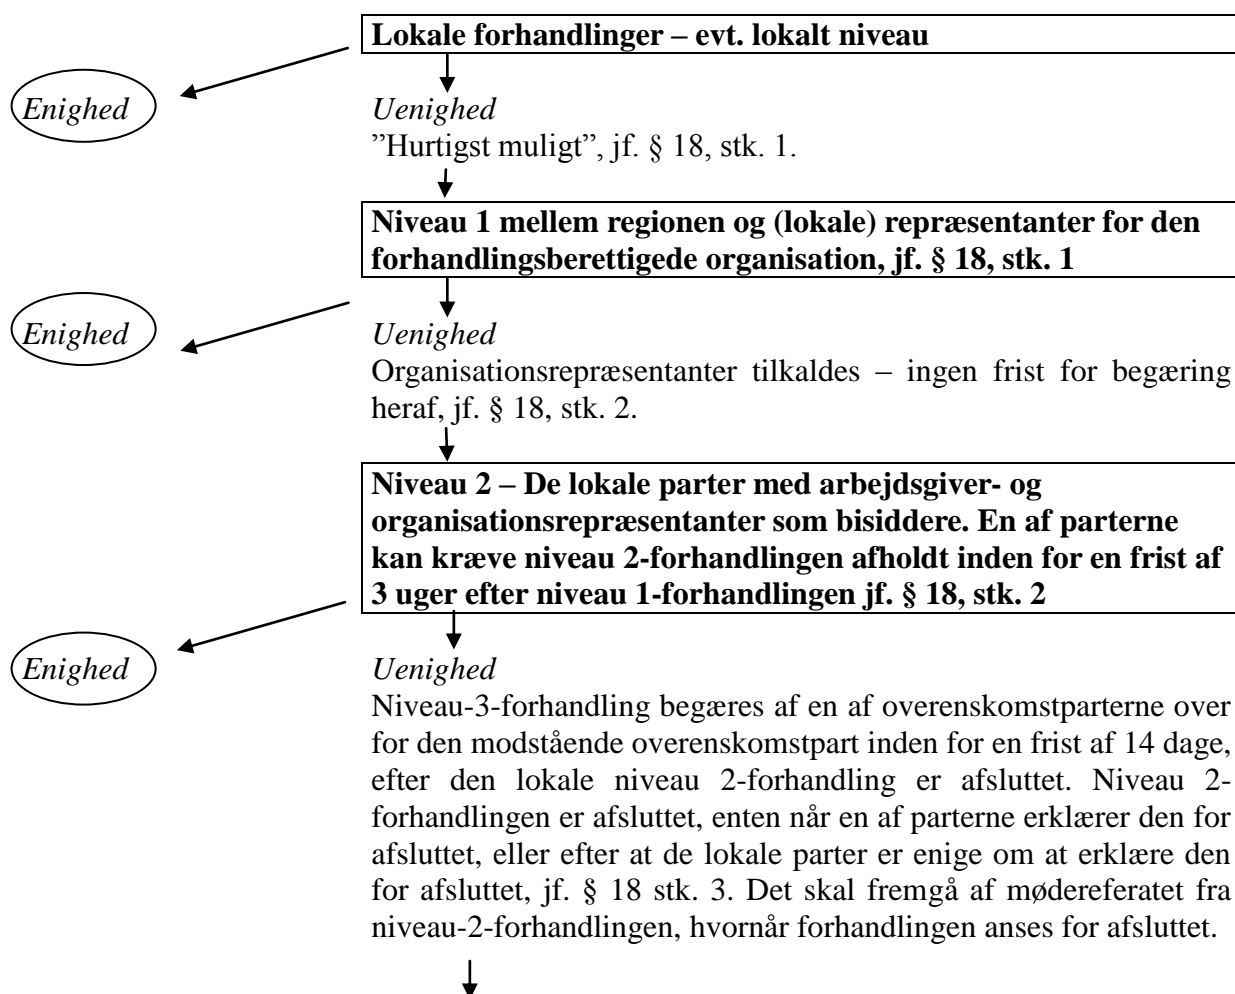 Lokale forhandlinger – evt. lokalt niveau
Enighed
Uenighed
”Hurtigst muligt”, jf. § 18, stk. 1.
Niveau 1 mellem regionen og (lokale) repræsentanter for den
forhandlingsberettigede organisation, jf. § 18, stk. 1
Enighed
Uenighed
Organisationsrepræsentanter tilkaldes – ingen frist for begæring
heraf, jf. § 18, stk. 2.
Niveau 2 – De lokale parter med arbejdsgiver- og
organisationsrepræsentanter som bisiddere. En af parterne
kan kræve niveau 2-forhandlingen afholdt inden for en frist af
3 uger efter niveau 1-forhandlingen jf. § 18, stk. 2
Enighed
Uenighed
Niveau-3-forhandling begæres af en af overenskomstparterne over
for den modstående overenskomstpart inden for en frist af 14 dage,
efter den lokale niveau 2-forhandling er afsluttet. Niveau 2-
forhandlingen er afsluttet, enten når en af parterne erklærer den for
afsluttet, eller efter at de lokale parter er enige om at erklære den
for afsluttet, jf. § 18 stk. 3. Det skal fremgå af mødereferatet fra
niveau-2-forhandlingen, hvornår forhandlingen anses for afsluttet.